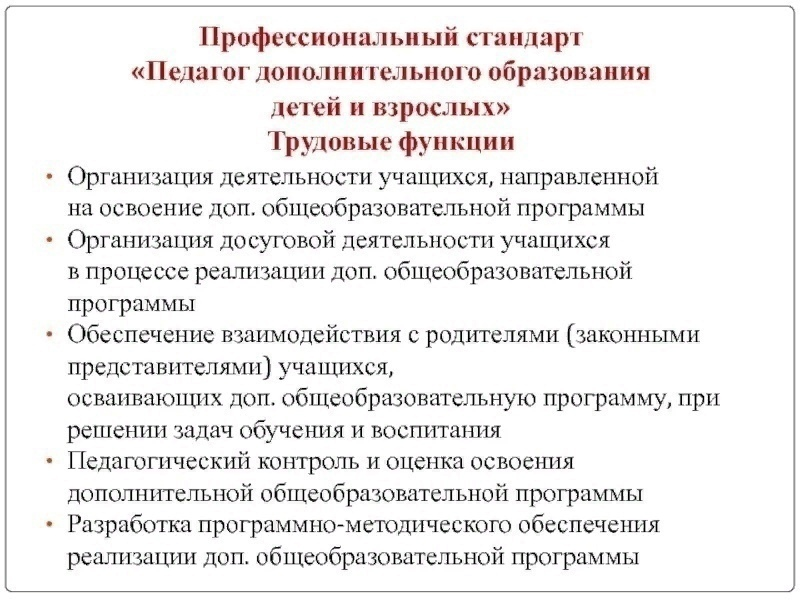 Профессиональный стандарт
«Педагог дополнительного образования
детей и взрослых»
Трудовые функции
• Организация деятельности учащихся, направленной
на освоение доп. общеобразовательной программы
• Организация досуговой деятельности учащихся
в процессе реализации доп. общеобразовательной
программы
• Обеспечение взаимодействия с родителями (законными
представителями) учащихся,
осваивающих доп. общеобразовательную программу, при
решении задач обучения и воспитания
• Педагогический контроль и оценка освоения
дополнительной общеобразовательной программы
• Разработка программно-методического обеспечения
реализации доп. общеобразовательной программы